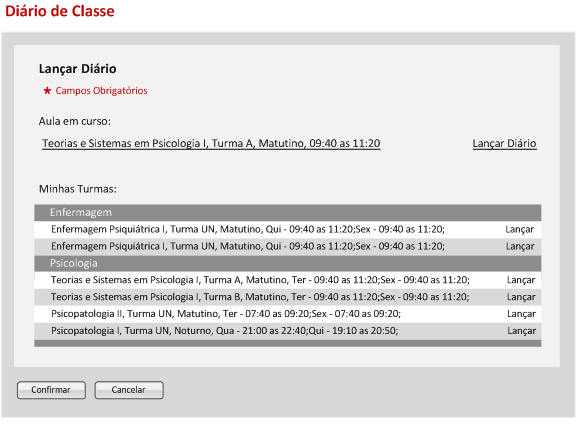 Diário de Classe
Lançar Diário
* Campos Obrigatórios
Aula em curso:
Teorias e Sistemas em Psicologia I, Turma A, Matutino, 09:40 as 11:20 Lançar Diário
Minhas Turmas:
Enfermagem
Enfermagem Psiquiátrica I, Turma UN, Matutino, Qui - 09:40 as 11:20;Sex - 09:40 as 11:20; Lançar
Enfermagem Psiquiátrica I, Turma UN, Matutino, Qui - 09:40 as 11:20;Sex - 09:40 as 11:20; Lançar
Psicologia
Teorias e Sistemas em Psicologia I, Turma A, Matutino, Ter - 09:40 as 11:20;Sex - 09:40 as 11:20; Lançar
Teorias e Sistemas em Psicologia I, Turma B, Matutino, Ter - 09:40 as 11:20;Sex - 09:40 as 11:20; Lançar
Psicopatologia II, Turma UN, Matutino, Ter - 07:40 as 09:20;Sex - 07:40 as 09:20; Lançar
Psicopatologia I, Turma UN, Noturno, Qua - 21:00 as 22:40;Qui - 19:10 as 20:50; Lançar
Confirmar Cancelar